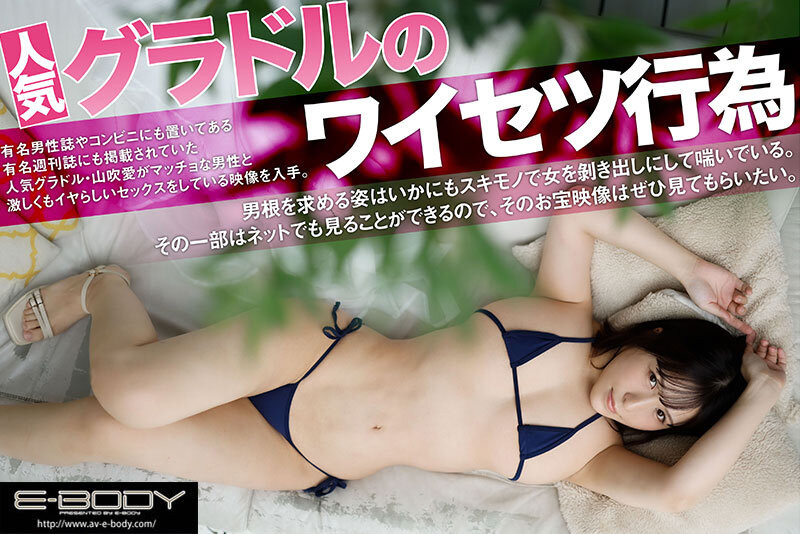 人気
グラドルの
ワイセツ行為
有名男性誌やコンビニにも置いてある
有名週刊誌にも掲載されていた
人気グラドル・山吹愛がマッチョな男性と
激しくもイヤらしいセックスをしている映像を入手。
男根を求める姿はいかにもスキモノで女を剥き出しにして喘いでいる。
その一部はネットでも見ることができるので、そのお宝映像はぜひ見てもらいたい。
E-BODY
PRESENTED BY E-BODY
http://www.av-e-body.com/